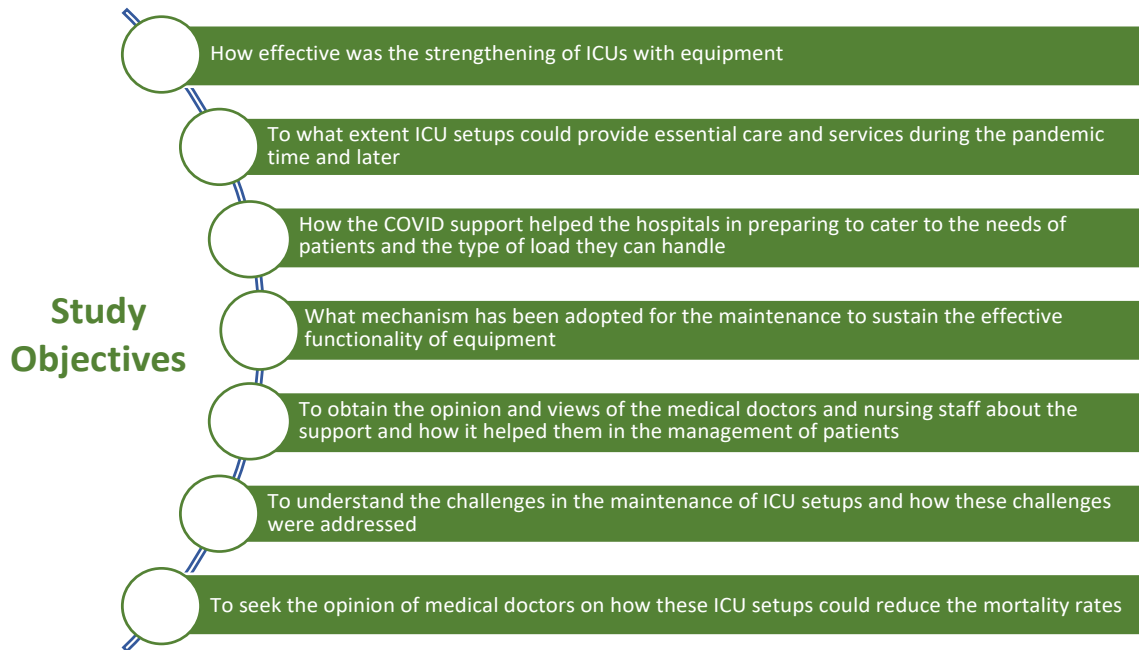 Study
Objectives
How effective was the strengthening of ICUs with equipment
To what extent ICU setups could provide essential care and services during the pandemic
time and later
How the COVID support helped the hospitals in preparing to cater to the needs of
patients and the type of load they can handle
What mechanism has been adopted for the maintenance to sustain the effective
functionality of equipment
To obtain the opinion and views of the medical doctors and nursing staff about the
support and how it helped them in the management of patients
To understand the challenges in the maintenance of ICU setups and how these challenges
were addressed
To seek the opinion of medical doctors on how these ICU setups could reduce the mortality rates